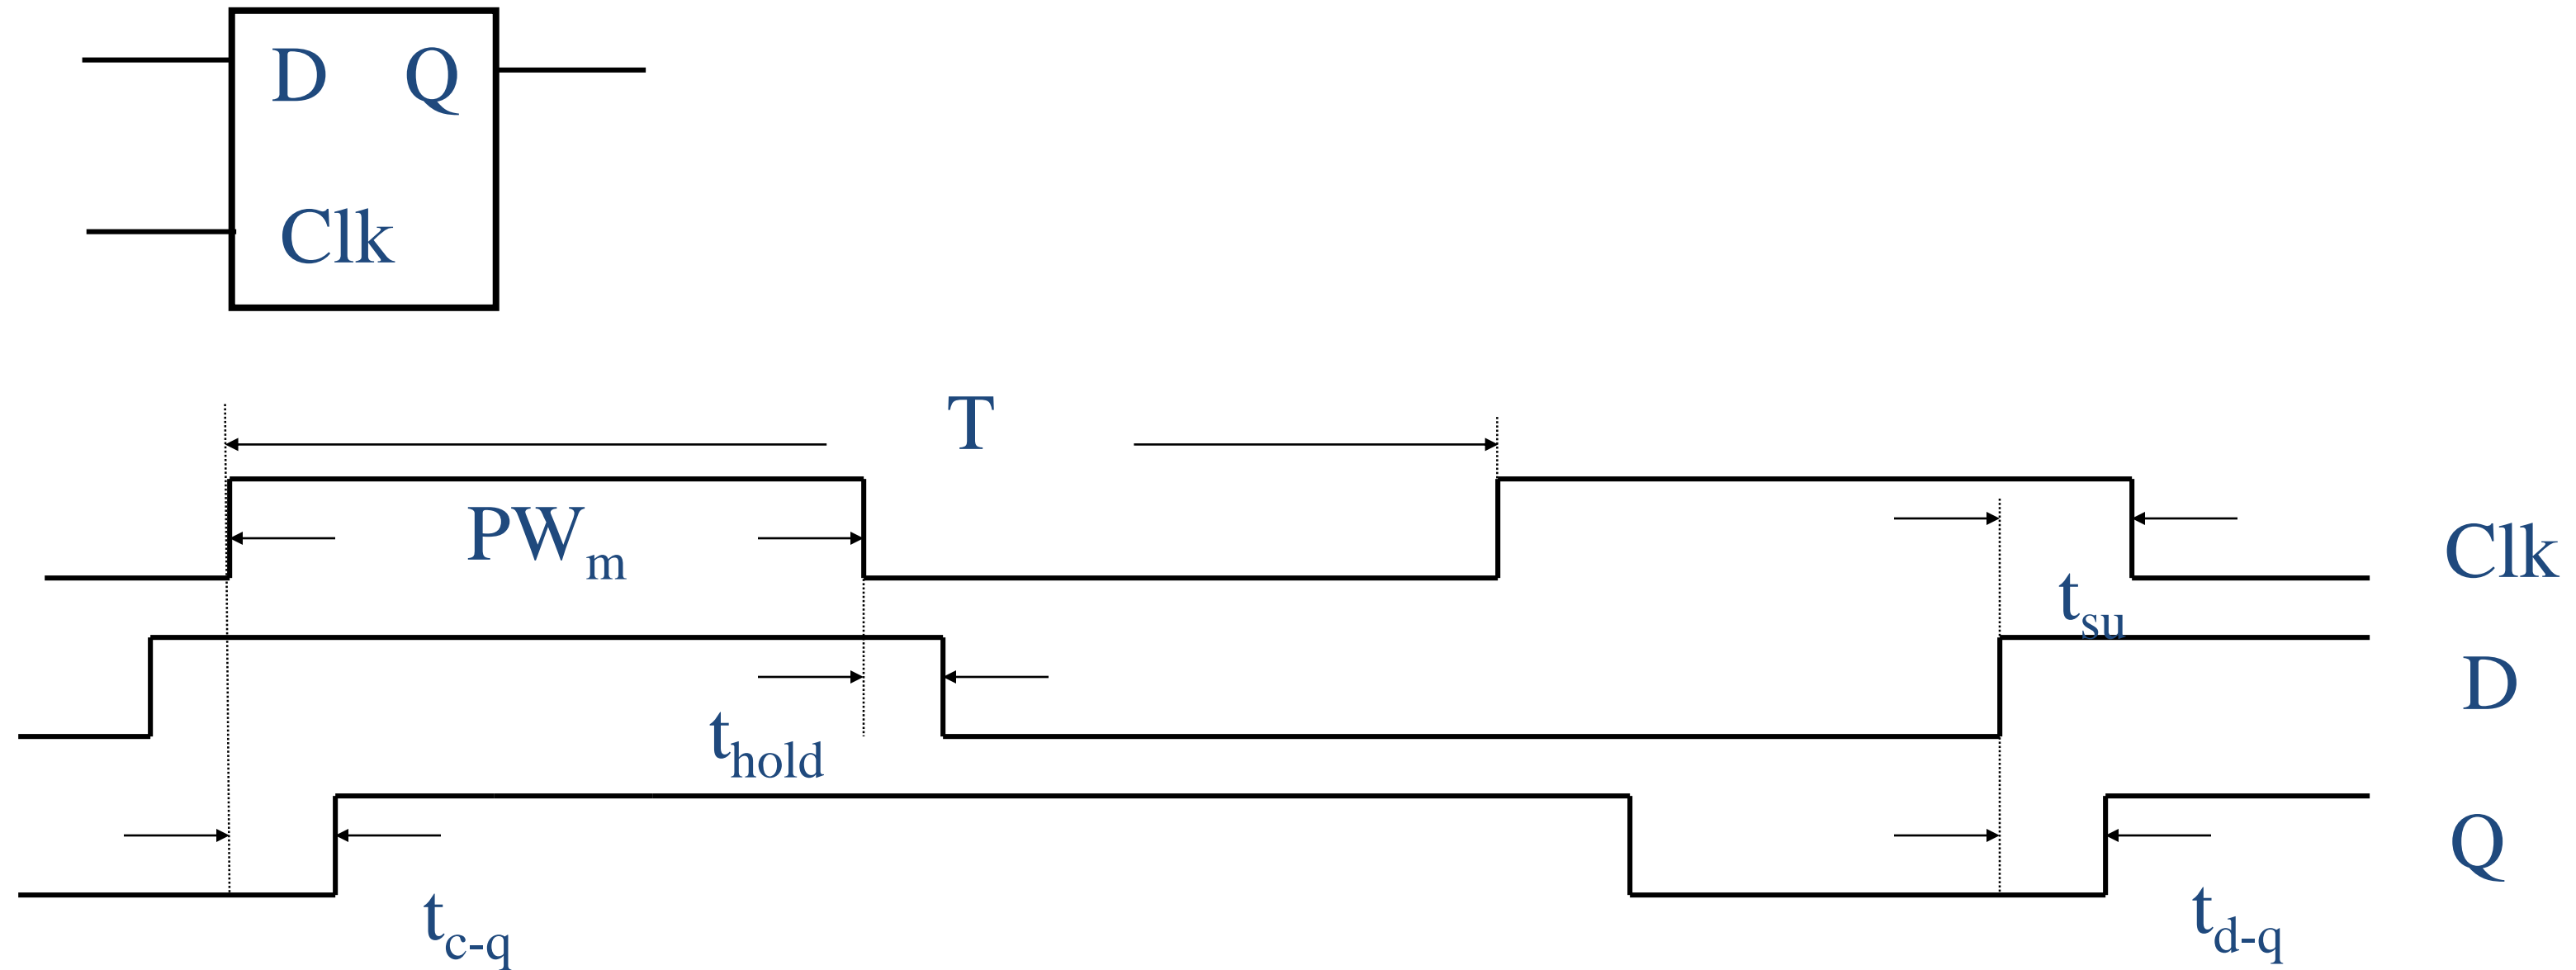 D Q
Clk
T
PWm
Clk
tsu
D
thold
Q
tc-q
td-q